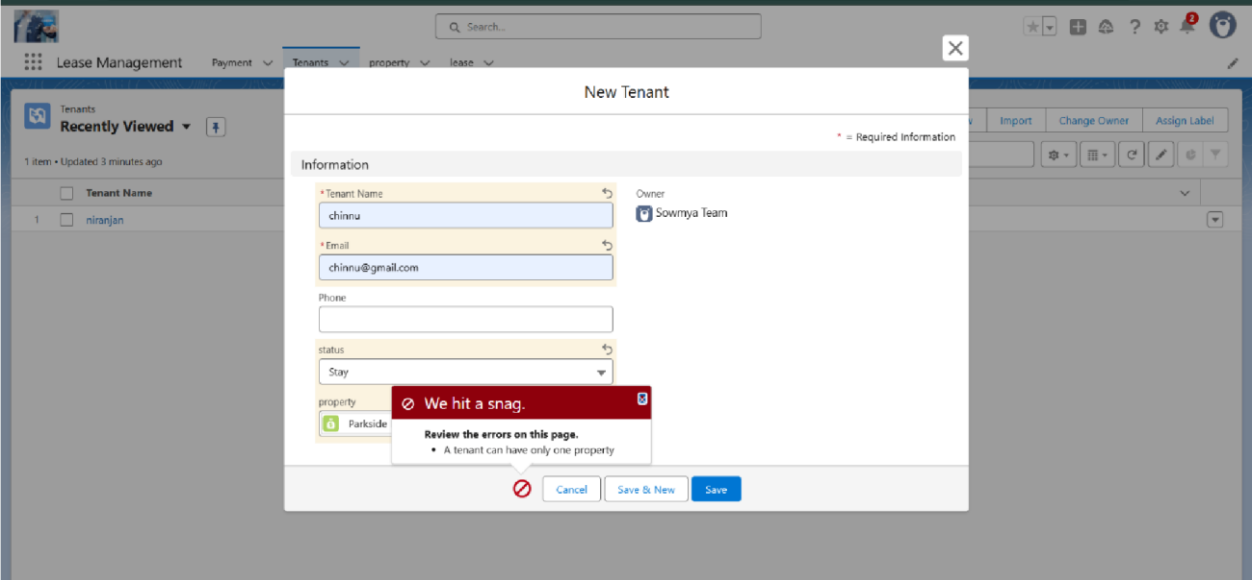 Search...
2
Lease Management
Payment
Tenants
property
lease
New Tenant
Tenants
Recently Viewed
Import
Change Owner
Assign Label
* = Required Information
1 item • Updated 3 minutes ago
Information
Tenant Name
1
niranjan
*Tenant Name
chinnu
Owner
Sowmya Team
*Email
chinnu@gmail.com
Phone
status
Stay
property
Parkside
We hit a snag.
Review the errors on this page.
• A tenant can have only one property
Cancel
Save & New
Save